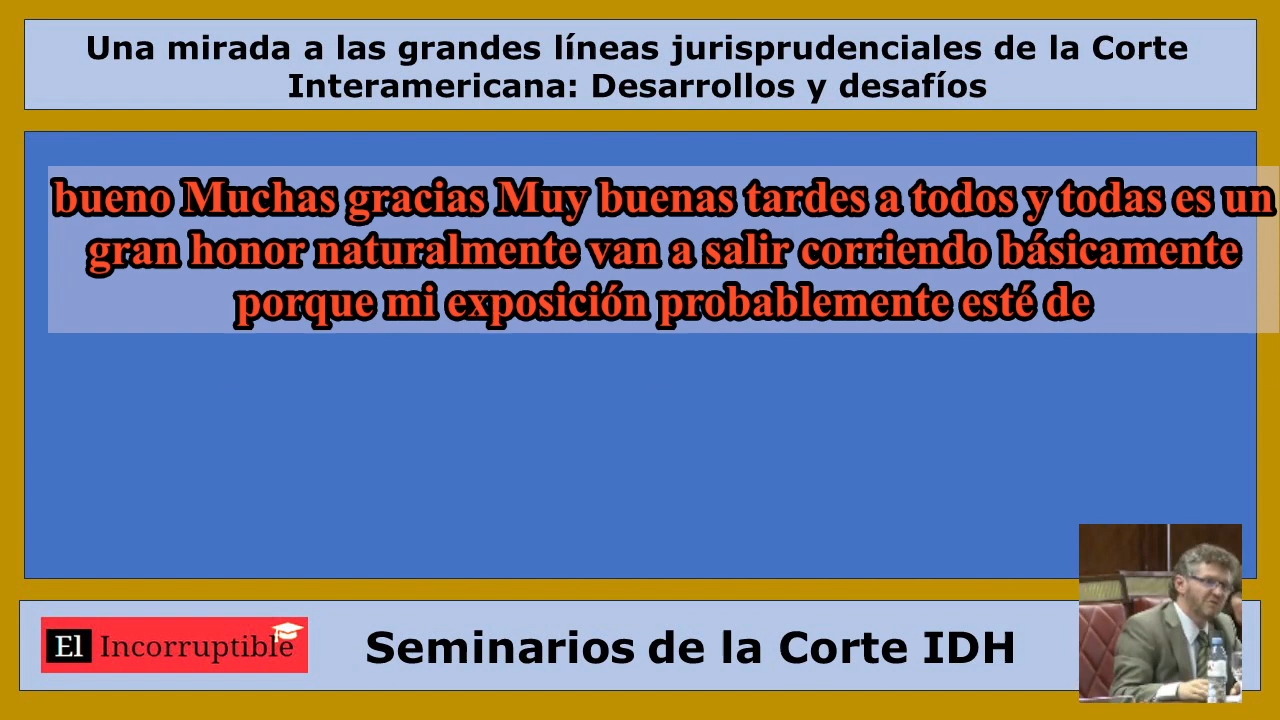 Una mirada a las grandes líneas jurisprudenciales de la Corte
Interamericana: Desarrollos y desafíos
bueno Muchas gracias Muy buenas tardes a todos y todas es un
gran honor naturalmente van a salir corriendo básicamente
porque mi exposición probablemente esté de
El Incorruptible
Seminarios de la Corte IDH